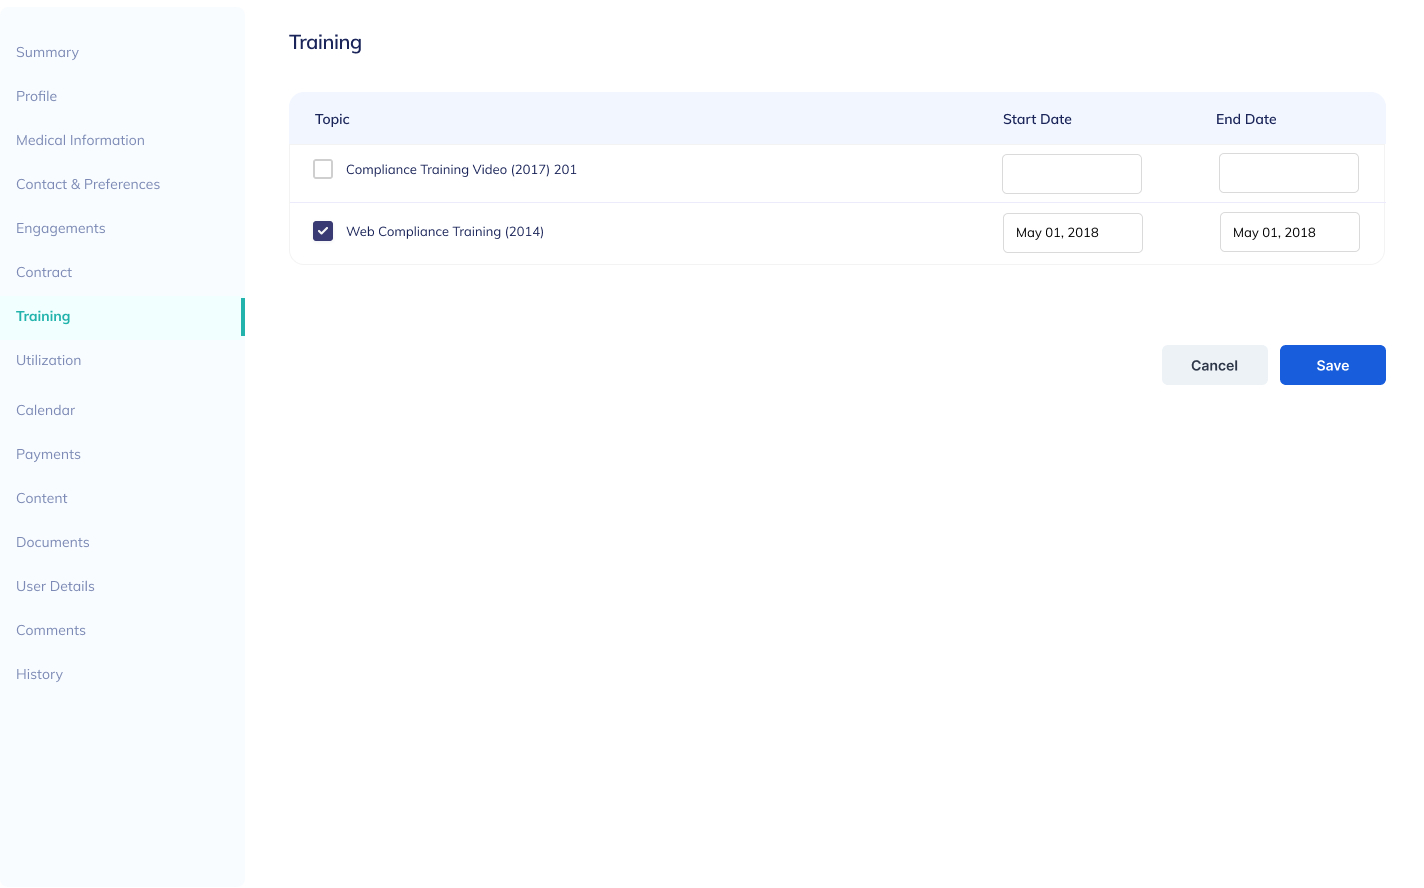 Summary
Profile
Medical Information
Contact & Preferences
Engagements
Contract
Training
Utilization
Calendar
Payments
Content
Documents
User Details
Comments
History
Training
Topic Start Date End Date
Compliance Training Video (2017) 201
Web Compliance Training (2014) May 01, 2018 May 01, 2018
Cancel Save